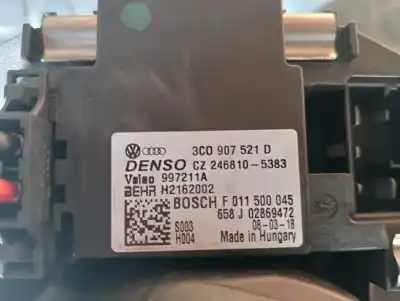 3C0 907 521 D
DENSO CZ 246810-5383
Valeo 997211A
BEHR H2162002
BOSCH F 011 500 045
658 J 02869472
S003 08-03-18
H004 Made in Hungary